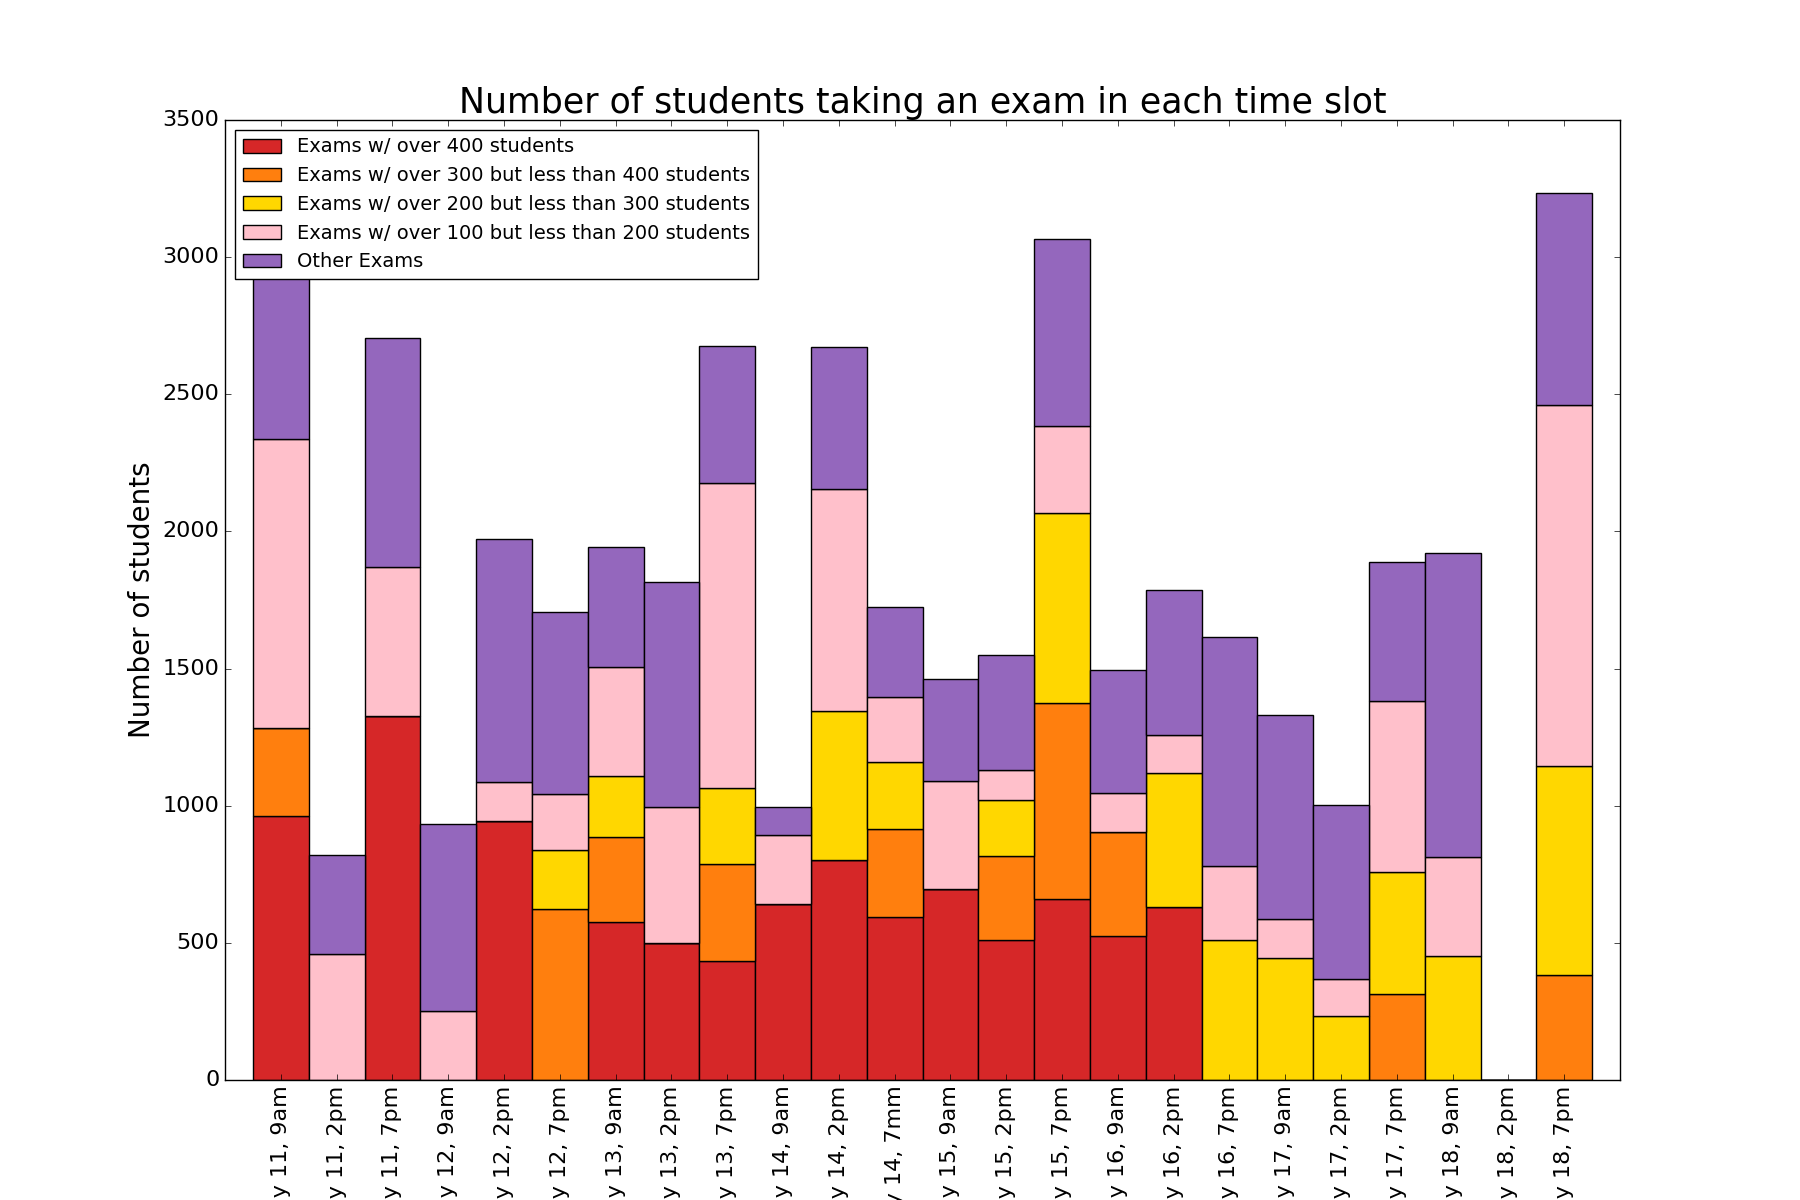 Number of students taking an exam in each time slot
3500
3000
2500
2000
1500
1000
500
0
Number of students
Exams w/ over 400 students
Exams w/ over 300 but less than 400 students
Exams w/ over 200 but less than 300 students
Exams w/ over 100 but less than 200 students
Other Exams
y 11, 9am
y 11, 2pm
y 11, 7pm
y 12, 9am
y 12, 2pm
y 12, 7pm
y 13, 9am
y 13, 2pm
y 13, 7pm
y 14, 9am
y 14, 2pm
y 14, 7mm
y 15, 9am
y 15, 2pm
y 15, 7pm
y 16, 9am
y 16, 2pm
y 16, 7pm
y 17, 9am
y 17, 2pm
y 17, 7pm
y 18, 9am
y 18, 2pm
y 18, 7pm